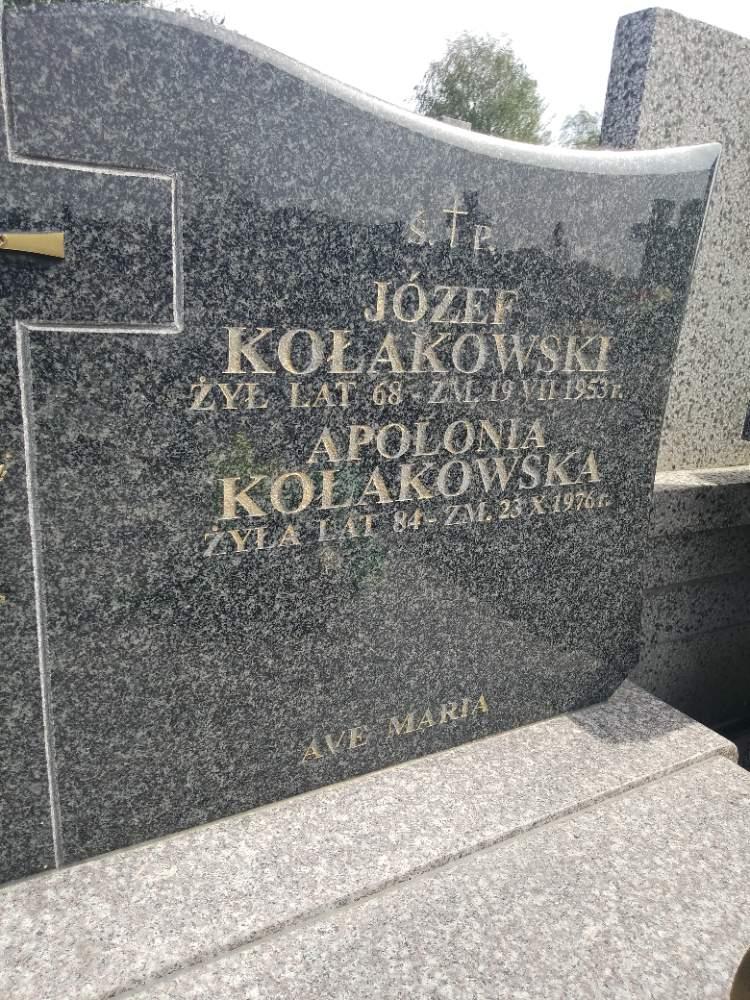 Ś. † P.
JÓZEF
KOŁAKOWSKI
ŻYŁ LAT 68 - ZM. 19 VII 1953 r.
APOLONIA
KOŁAKOWSKA
ŻYŁA LAT 84 - ZM. 23 X 1976 r.
AVE MARIA